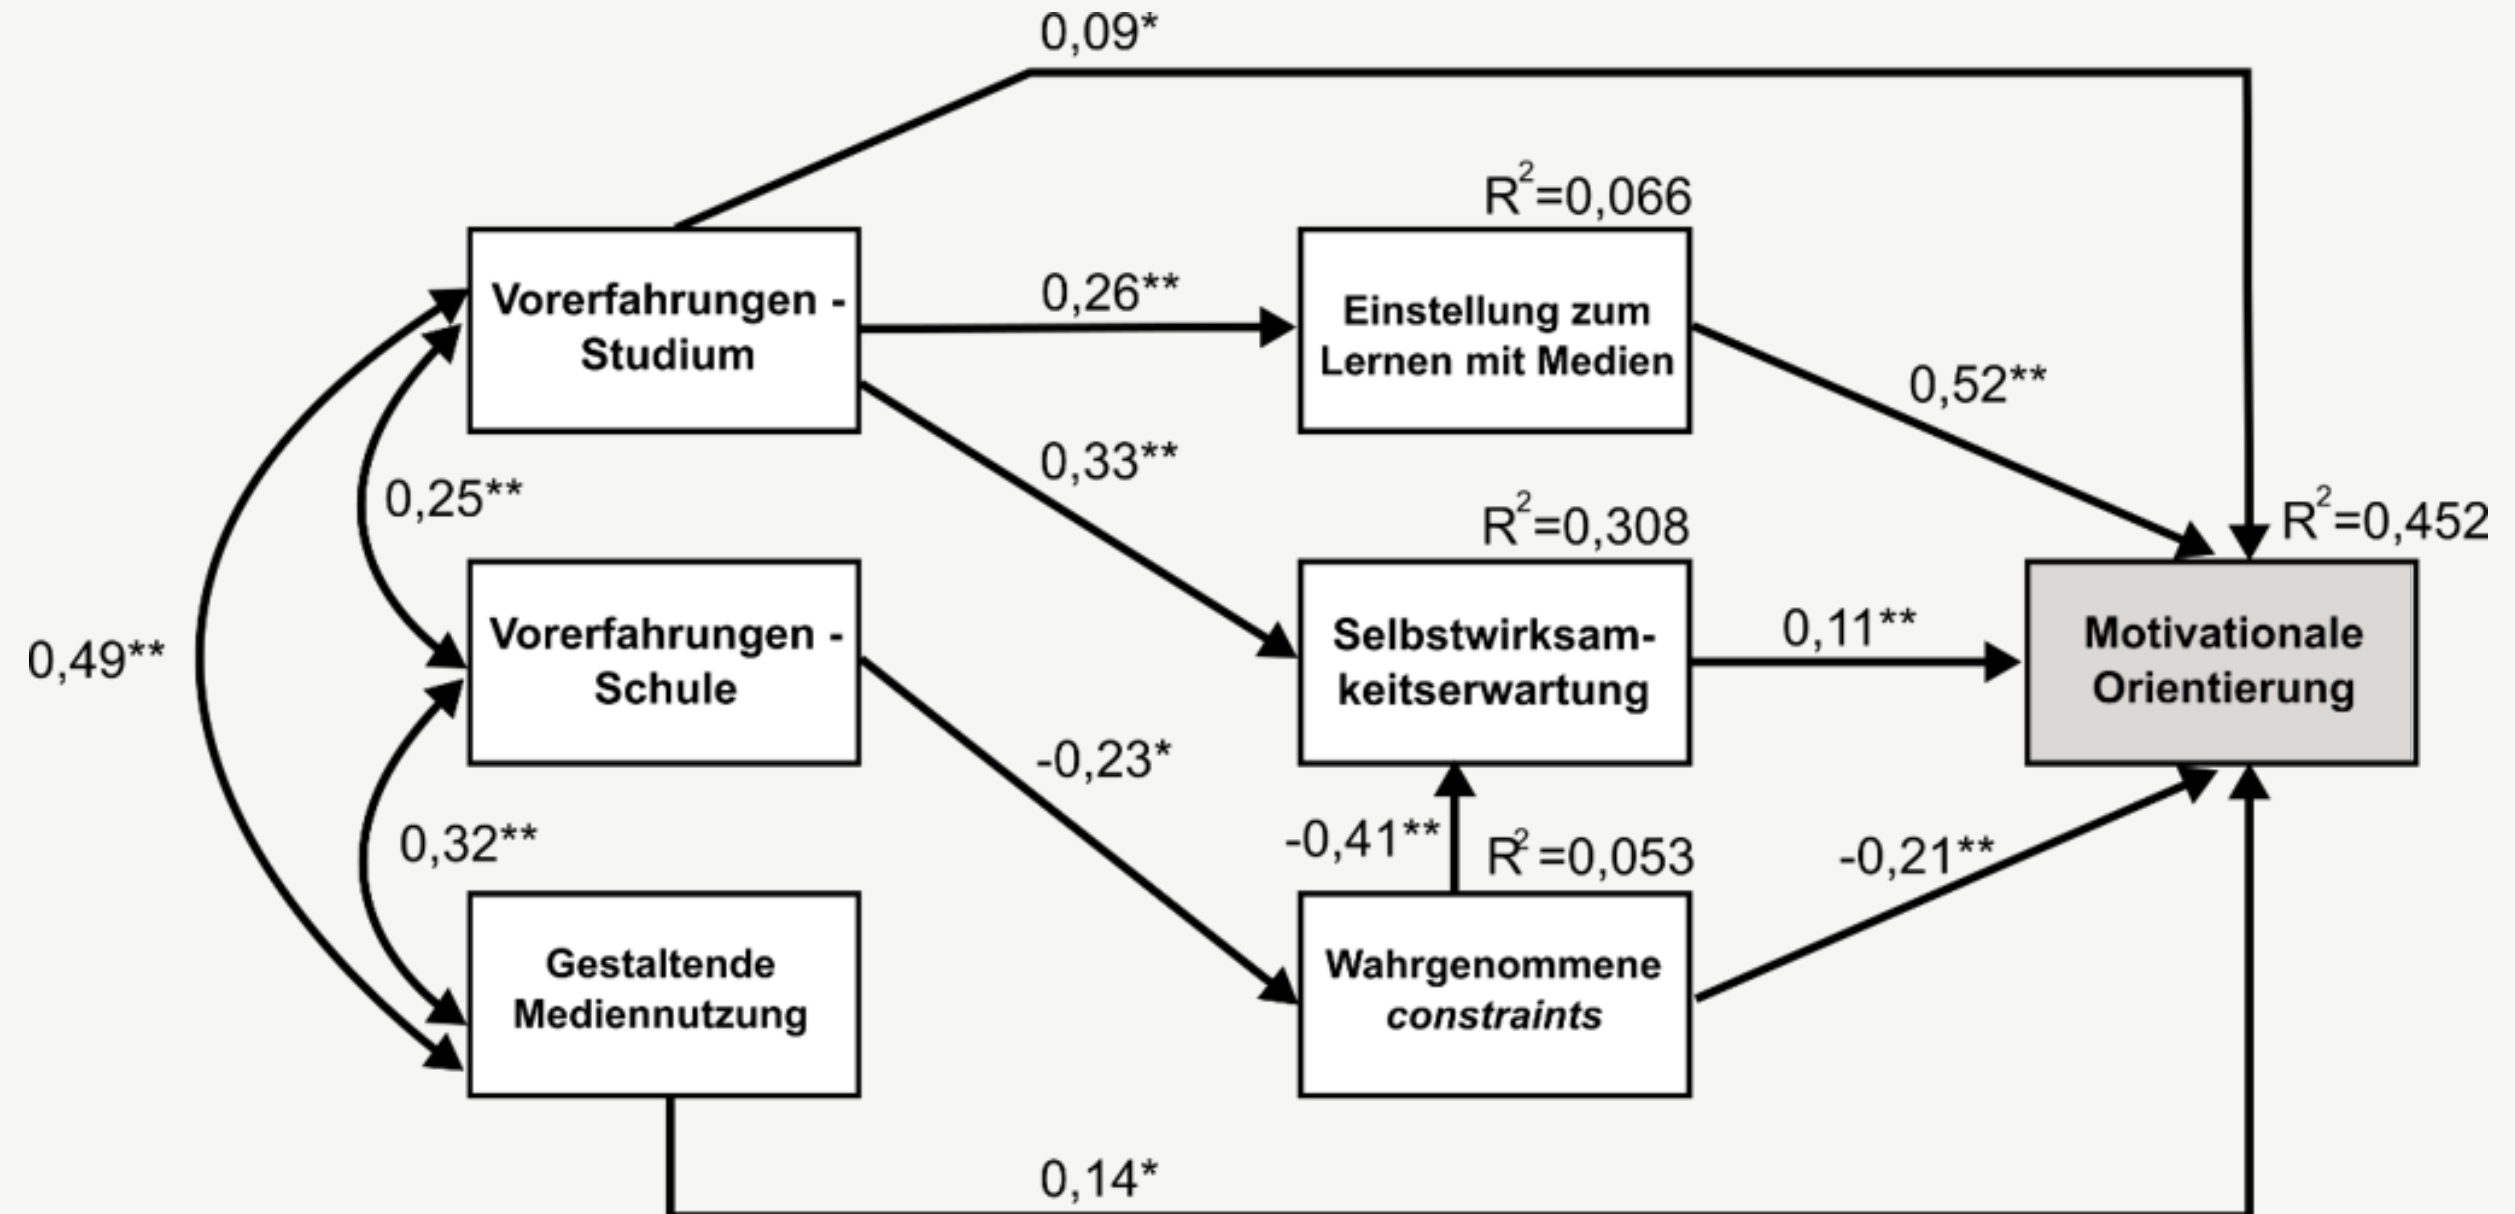 0,09*
R²=0,066
Vorerfahrungen -
Studium
0,26**
Einstellung zum
Lernen mit Medien
0,52**
0,33**
0,25**
R²=0,308
R²=0,452
Vorerfahrungen -
Schule
Selbstwirksam-
keitserwartung
0,11**
Motivationale
Orientierung
0,49**
-0,23*
0,32**
-0,41**
R²=0,053
-0,21**
Gestaltende
Mediennutzung
Wahrgenommene
constraints
0,14*